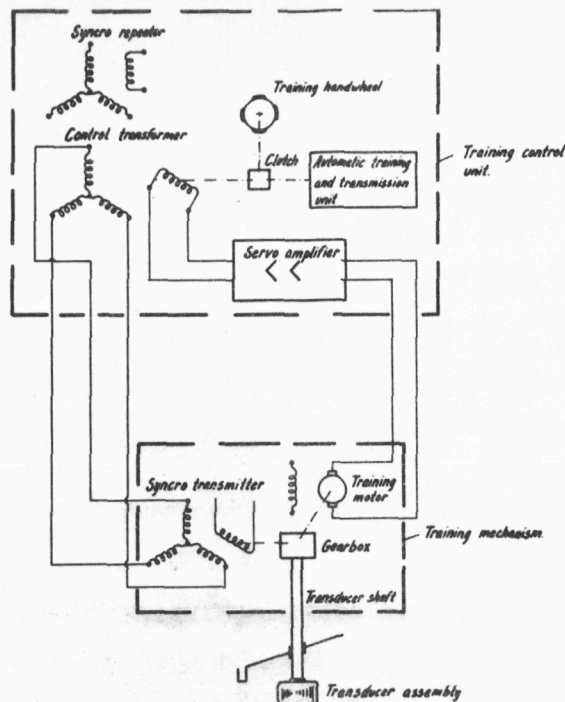 Syncro repeater
Training handwheel
Control transformer
Clutch
Automatic training
and transmission
unit
Training control
unit.
Servo amplifier
Syncro transmitter
Training
motor
Gearbox
Training mechanism
Transducer shaft
Transducer assembly